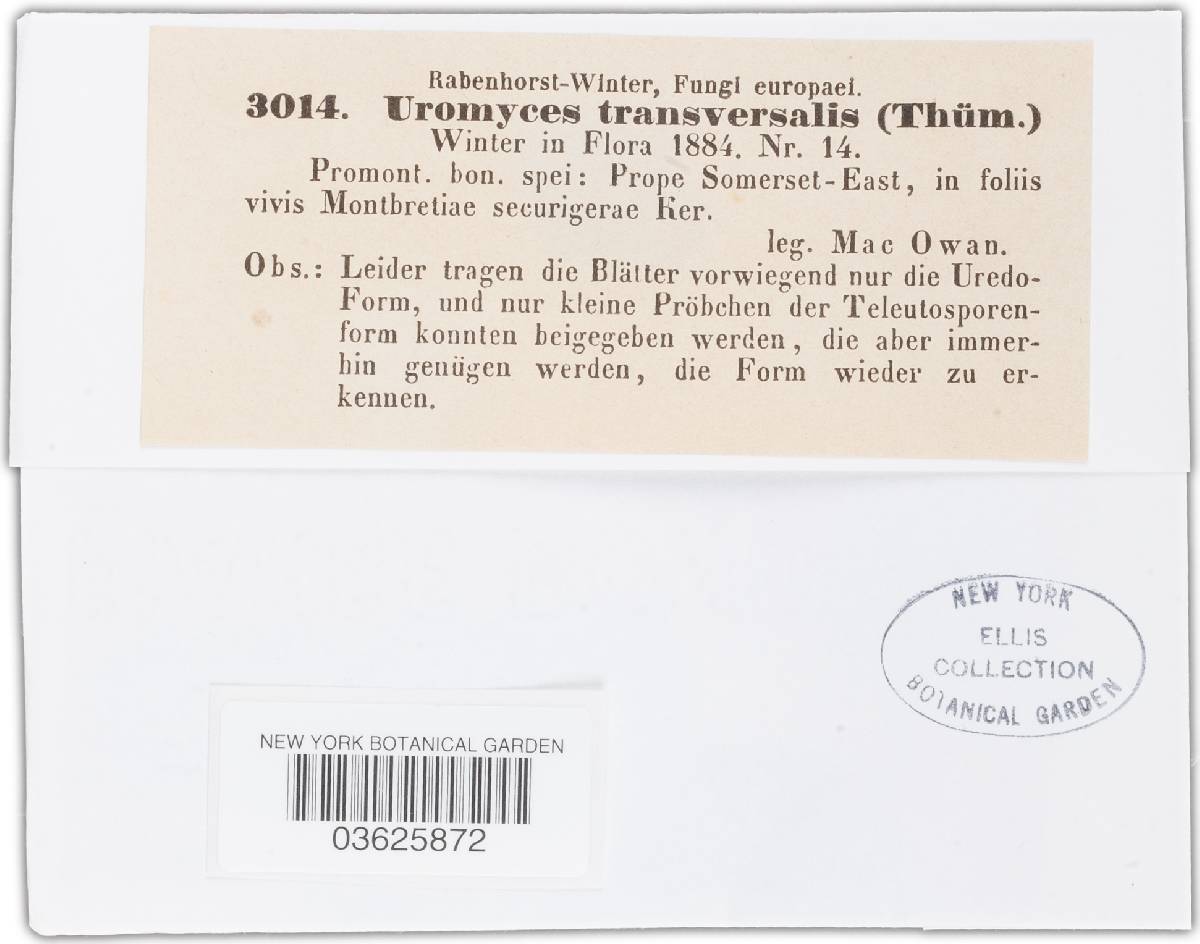 Rabenhorst-Winter, Fungi europaei.
3014. Uromyces transversalis (Thüm.)
Winter in Flora 1884. Nr. 14.
Promont. bon. spei: Prope Somerset-East, in foliis
vivis Montbretiae securigerae Ker.
leg. Mac Owan.
Obs.: Leider tragen die Blätter vorwiegend nur die Uredo-
Form, und nur kleine Pröbchen der Teleutosporen-
form konnten beigegeben werden, die aber immer-
hin genügen werden, die Form wieder zu er-
kennen.
NEW YORK
ELLIS
COLLECTION
BOTANICAL GARDEN
NEW YORK BOTANICAL GARDEN
03625872